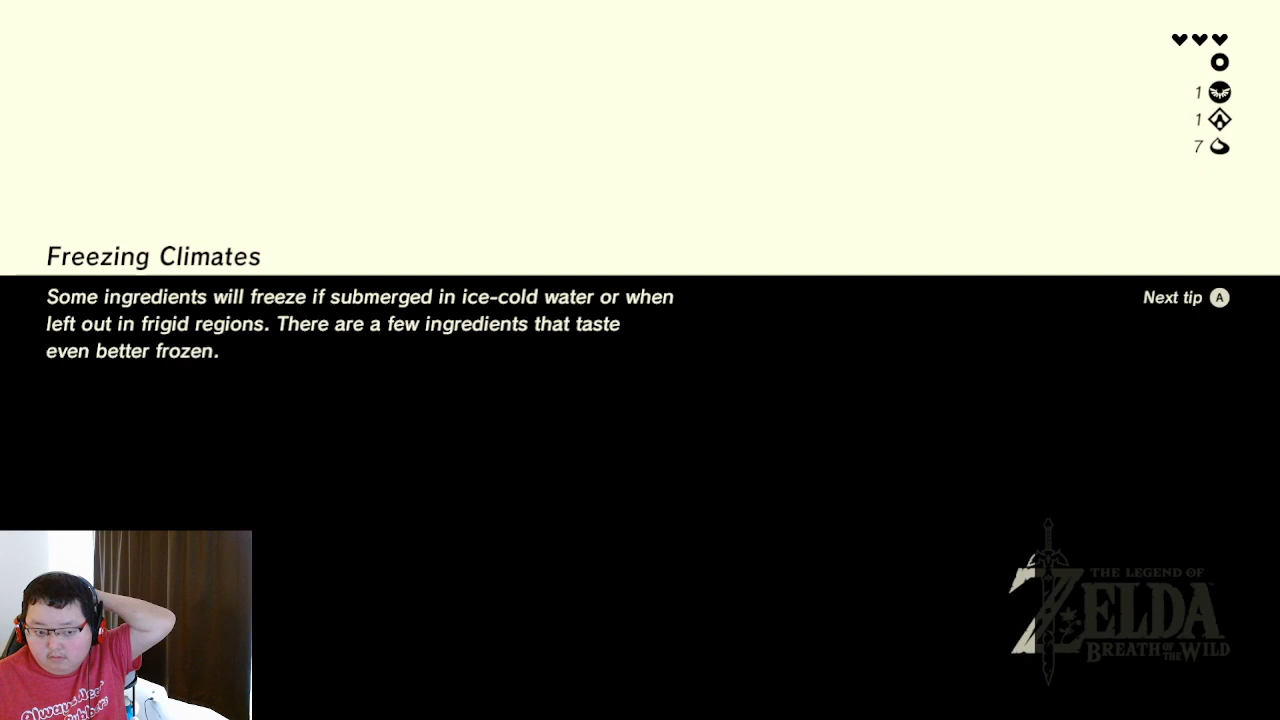 1
1
7
Freezing Climates
Some ingredients will freeze if submerged in ice-cold water or when
left out in frigid regions. There are a few ingredients that taste
even better frozen.
Next tip A
THE LEGEND OF
ZELDA
BREATH OF THE WILD
Always